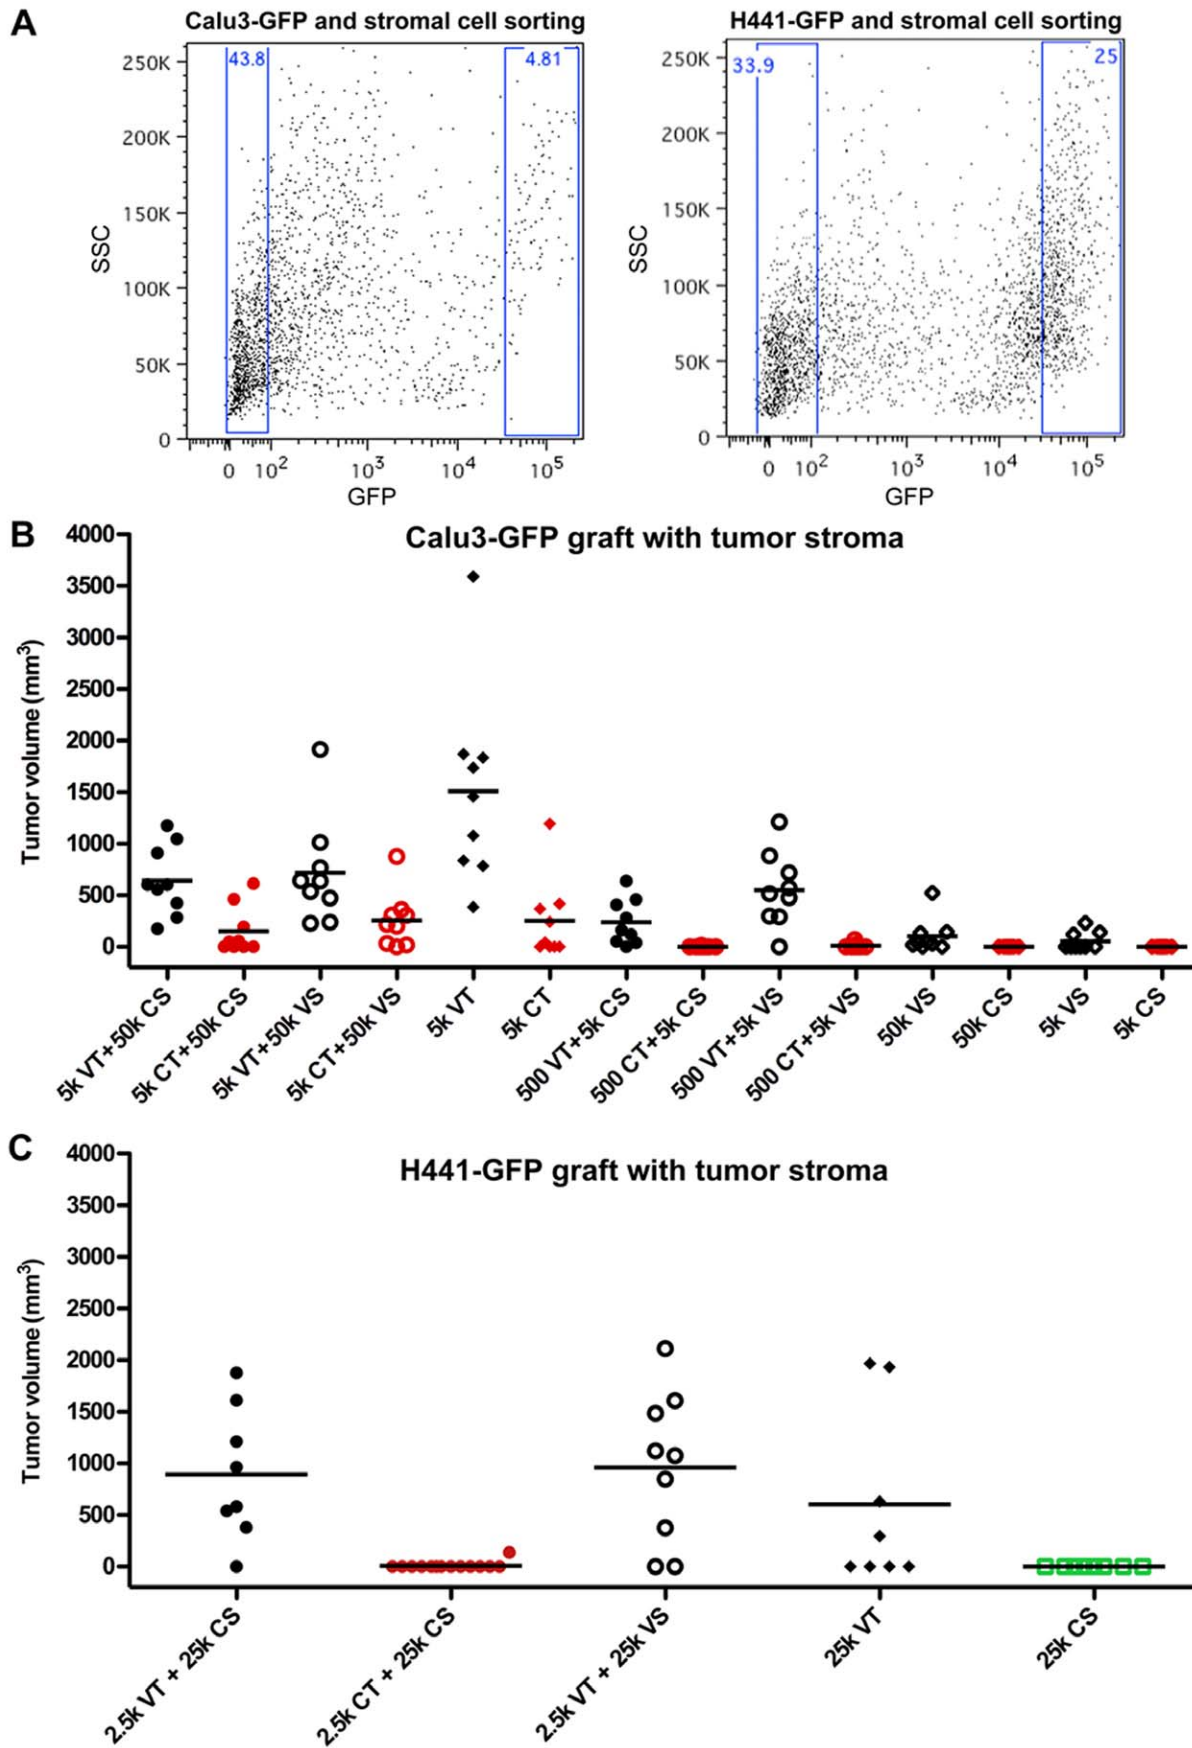 A
Calu3-GFP and stromal cell sorting
H441-GFP and stromal cell sorting
43.8
4.81
33.9
25
250K
200K
150K
100K
50K
0
SSC
0 10² 10³ 10⁴ 10⁵
GFP
250K
200K
150K
100K
50K
0
SSC
0 10² 10³ 10⁴ 10⁵
GFP
B
Calu3-GFP graft with tumor stroma
Tumor volume (mm³)
4000
3500
3000
2500
2000
1500
1000
500
0
5k VT+50k CS
5k CT+50k CS
5k VT+50k VS
5k CT+50k VS
5k VT
5k CT
500 VT+5k CS
500 CT+5k CS
500 VT+5k VS
500 CT+5k VS
50k VS
50k CS
5k VS
5k CS
C
H441-GFP graft with tumor stroma
Tumor volume (mm³)
4000
3500
3000
2500
2000
1500
1000
500
0
2.5k VT + 25k CS
2.5k CT + 25k CS
2.5k VT + 25k VS
25k VT
25k CS